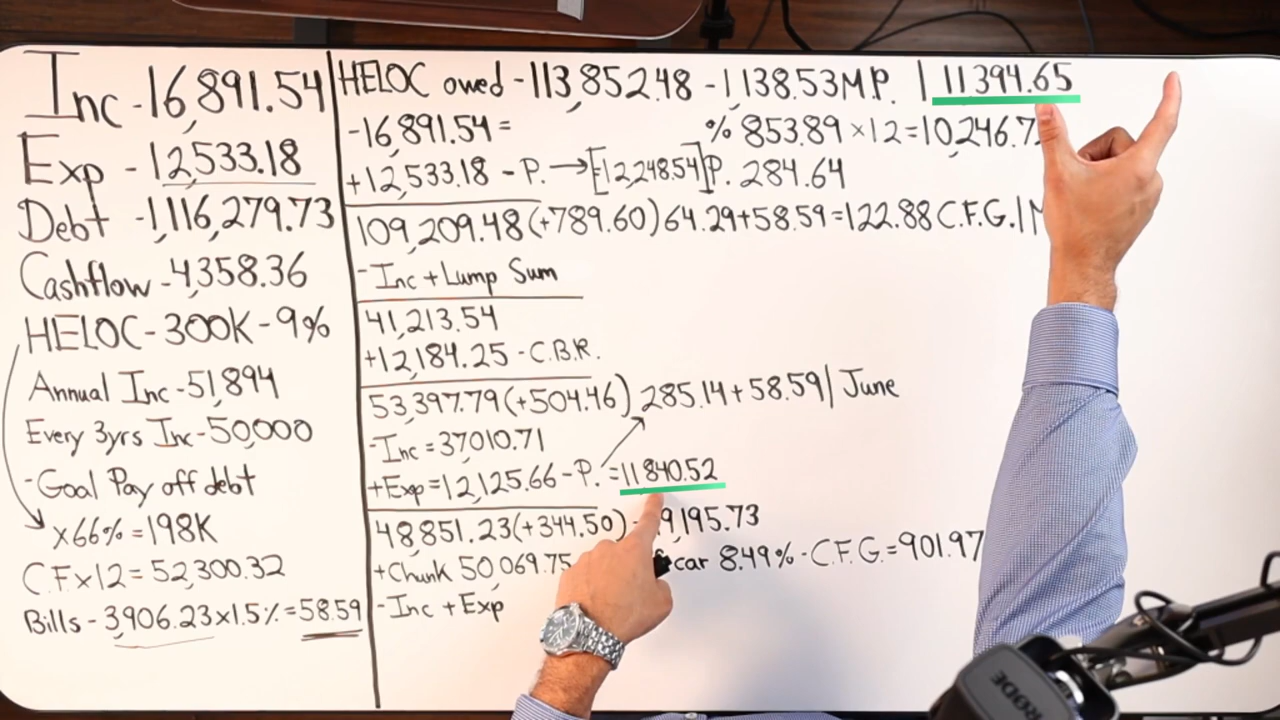 Inc - 16,891.54
Exp - 12,533.18
Debt - 1,116,279.73
Cashflow - 4,358.36
HELOC - 300K - 9%
Annual Inc - 51,894
Every 3yrs Inc - 50,000
- Goal Pay off debt
x66% = 198K
C.F x 12 = 52,300.32
Bills - 3,906.23 x 1.5% = 58.59
HELOC owed - 113,852.48 - 1,138.53 M.P. | 11394.65
- 16,891.54 = % 853.89 x 12 = 10,246.7
+ 12,533.18 - P. → [12,248.54] P. 284.64
109,209.48 (+789.60) 64.29 + 58.59 = 122.88 C.F.G. |
- Inc + Lump Sum
41,213.54
+ 12,184.25 - C.B.R.
53,397.79 (+504.46) 285.14 + 58.59 | June
- Inc = 37,010.71
+ Exp = 12,125.66 - P. = 11840.52
48,851.23 (+344.50) - 9,195.73
+ Chunk 50,069.75 car 8.49% - C.F.G. = 901.97
- Inc + Exp
RØDE